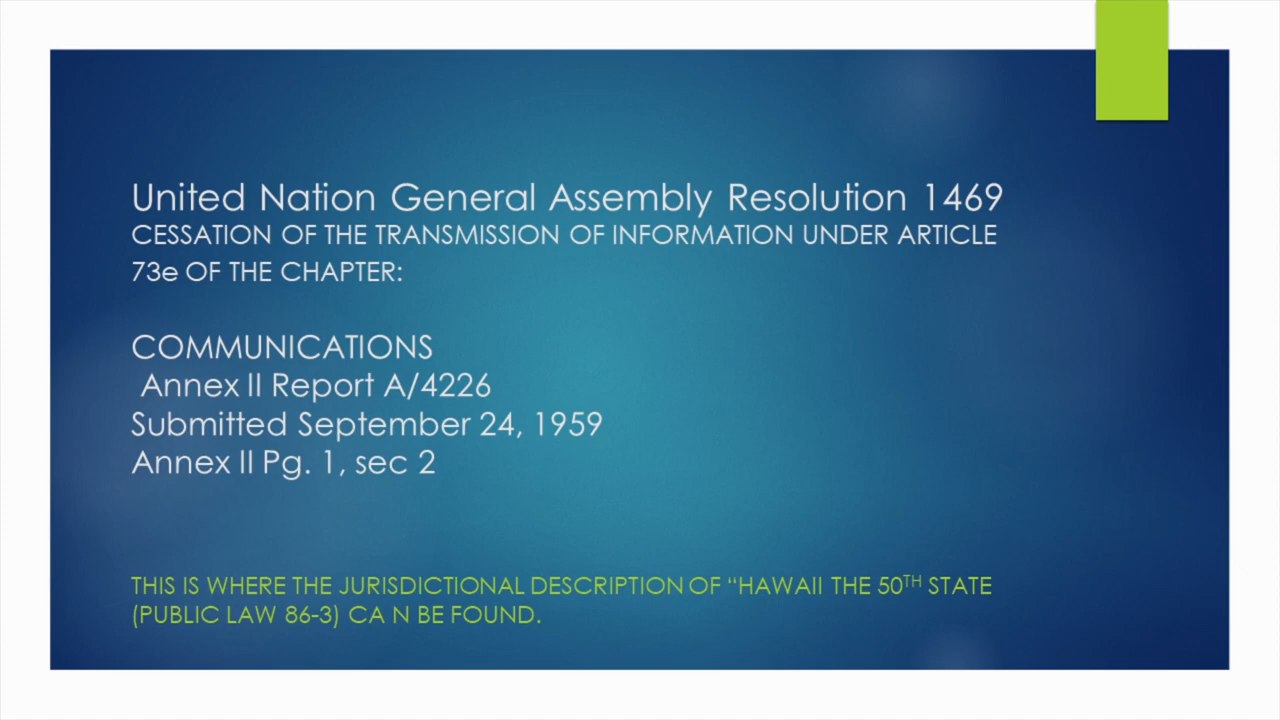 United Nation General Assembly Resolution 1469
CESSATION OF THE TRANSMISSION OF INFORMATION UNDER ARTICLE
73e OF THE CHAPTER:
COMMUNICATIONS
Annex II Report A/4226
Submitted September 24, 1959
Annex II Pg. 1, sec 2
THIS IS WHERE THE JURISDICTIONAL DESCRIPTION OF “HAWAII THE 50TH STATE
(PUBLIC LAW 86-3) CA N BE FOUND.